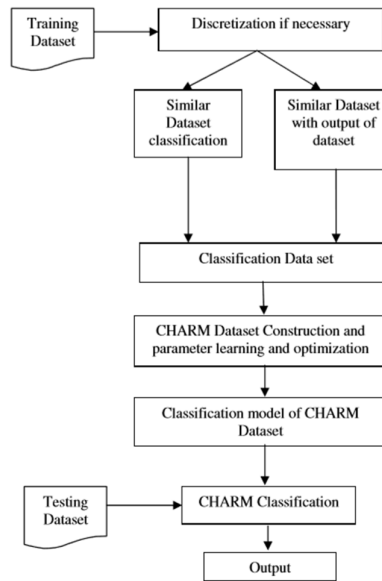 Training
Dataset
Discretization if necessary
Similar
Dataset
classification
Similar Dataset
with output of
dataset
Classification Data set
CHARM Dataset Construction and
parameter learning and optimization
Classification model of CHARM
Dataset
Testing
Dataset
CHARM Classification
Output